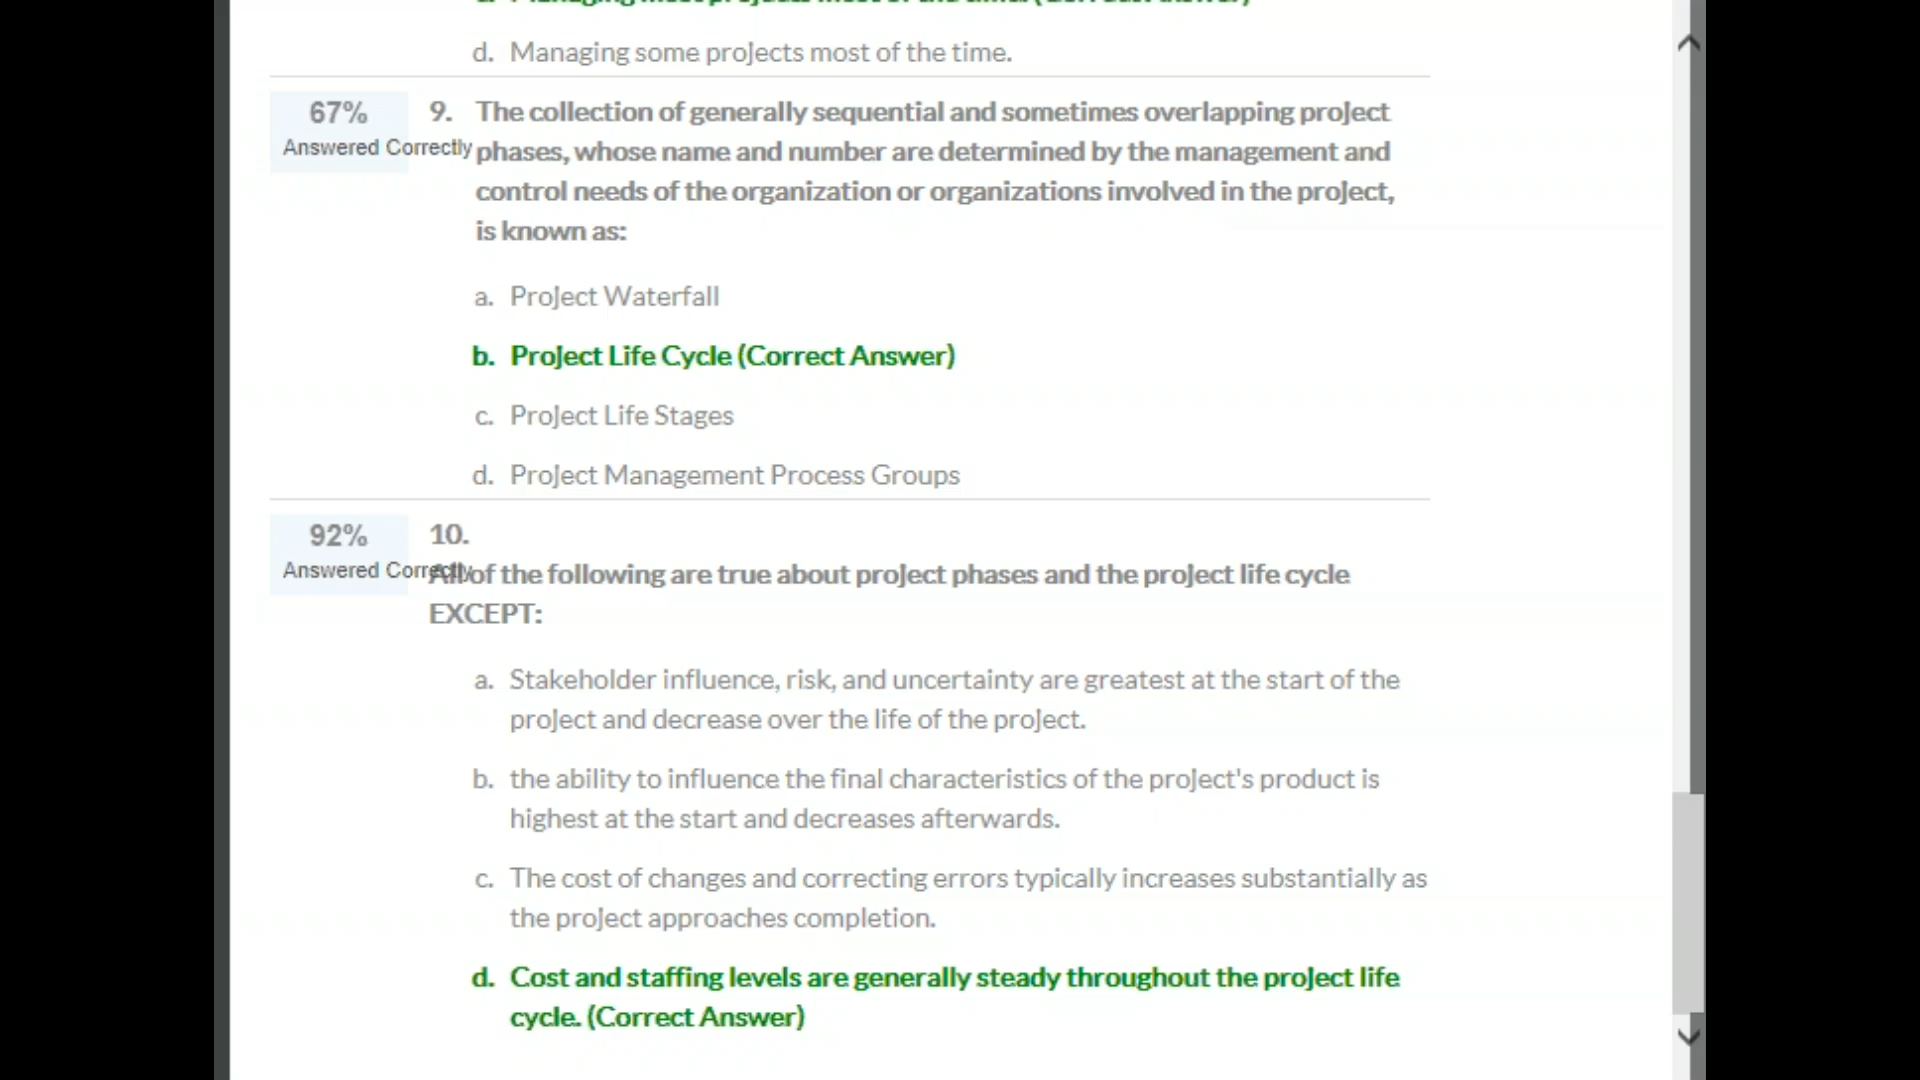 d. Managing some projects most of the time.
67%
Answered Correctly
9. The collection of generally sequential and sometimes overlapping project
phases, whose name and number are determined by the management and
control needs of the organization or organizations involved in the project,
is known as:
a. Project Waterfall
b. Project Life Cycle (Correct Answer)
c. Project Life Stages
d. Project Management Process Groups
92%
Answered Correctly
10.
All of the following are true about project phases and the project life cycle
EXCEPT:
a. Stakeholder influence, risk, and uncertainty are greatest at the start of the
project and decrease over the life of the project.
b. the ability to influence the final characteristics of the project's product is
highest at the start and decreases afterwards.
c. The cost of changes and correcting errors typically increases substantially as
the project approaches completion.
d. Cost and staffing levels are generally steady throughout the project life
cycle. (Correct Answer)